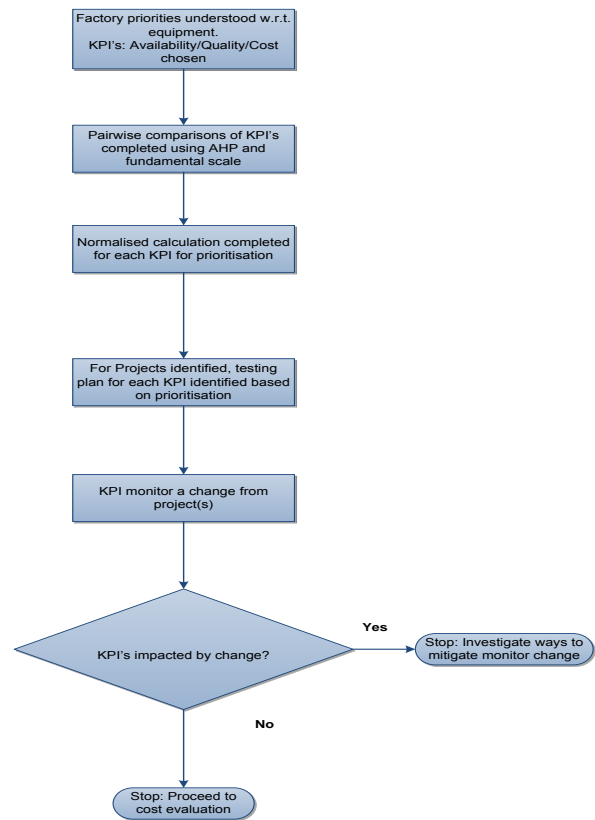 Factory priorities understood w.r.t.
equipment.
KPI's: Availability/Quality/Cost
chosen
Pairwise comparisons of KPI's
completed using AHP and
fundamental scale
Normalised calculation completed
for each KPI for prioritisation
For Projects identified, testing
plan for each KPI identified based
on prioritisation
KPI monitor a change from
project(s)
KPI's impacted by change?
Yes
Stop: Investigate ways to
mitigate monitor change
No
Stop: Proceed to
cost evaluation